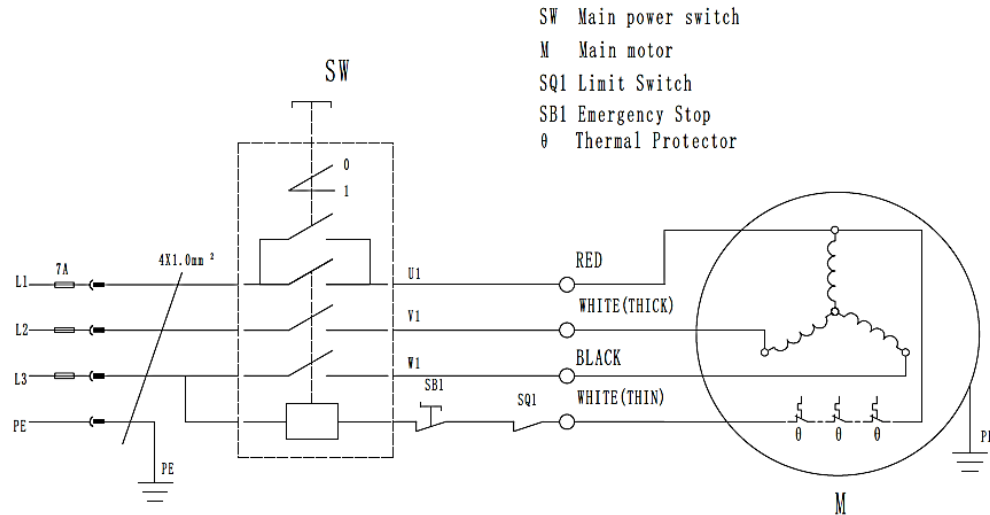 SW Main power switch
M Main motor
SQ1 Limit Switch
SB1 Emergency Stop
θ Thermal Protector
SW
0
1
4X1.0mm²
L1
7A
U1
RED
WHITE(THICK)
L2
V1
BLACK
L3
W1
WHITE(THIN)
SB1
SQ1
PE
θ θ θ
PE
M